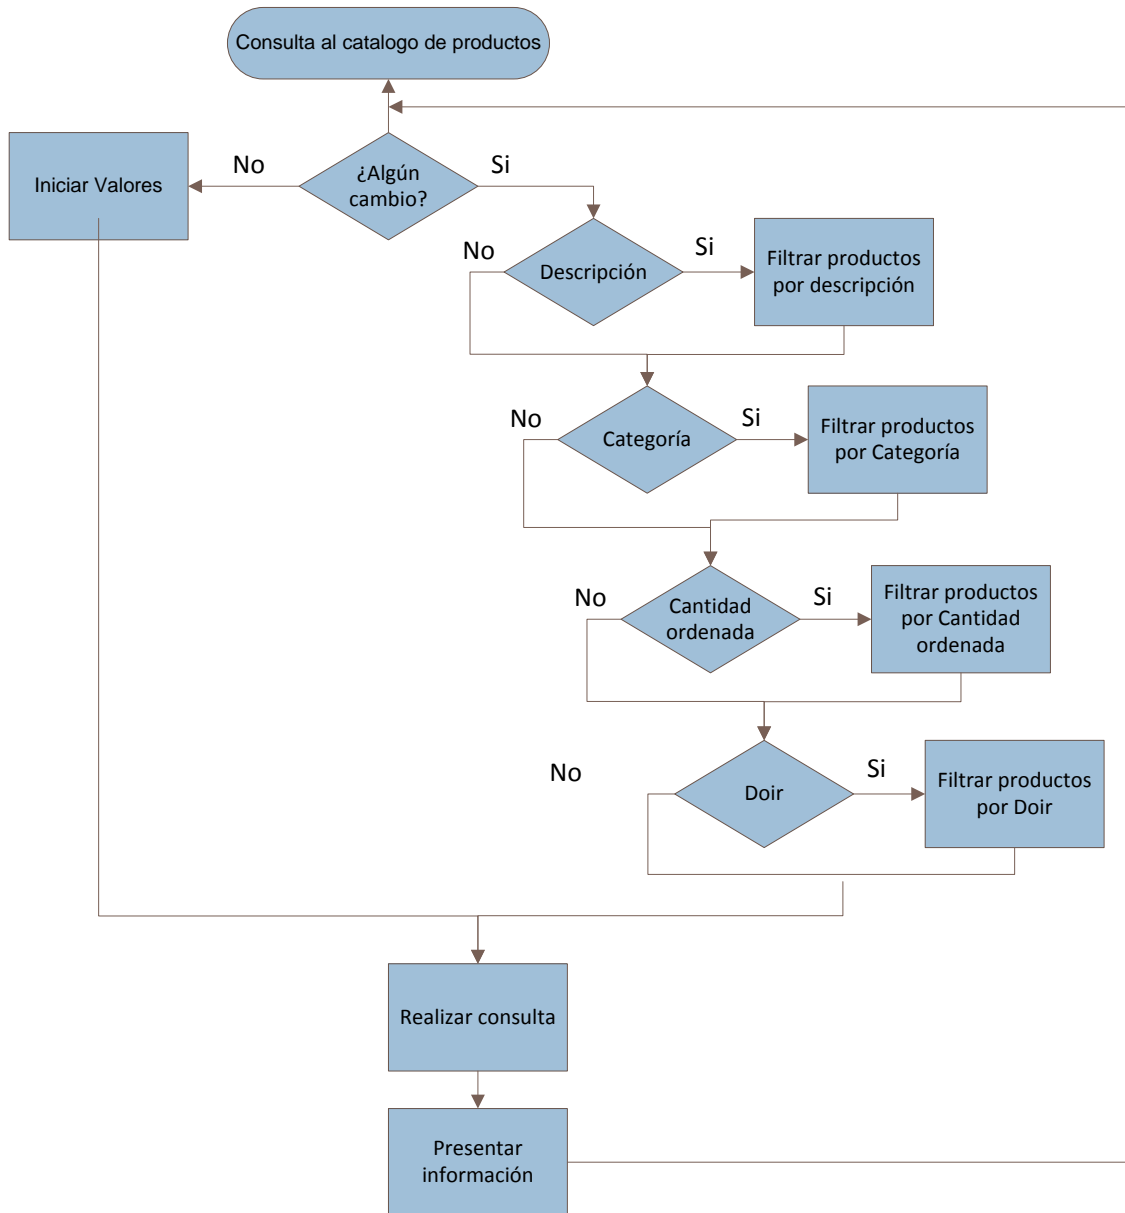 Consulta al catalogo de productos
No
¿Algún
cambio?
Si
Iniciar Valores
No
Descripción
Si
Filtrar productos
por descripción
No
Categoría
Si
Filtrar productos
por Categoría
No
Cantidad
ordenada
Si
Filtrar productos
por Cantidad
ordenada
No
Doir
Si
Filtrar productos
por Doir
Realizar consulta
Presentar
información